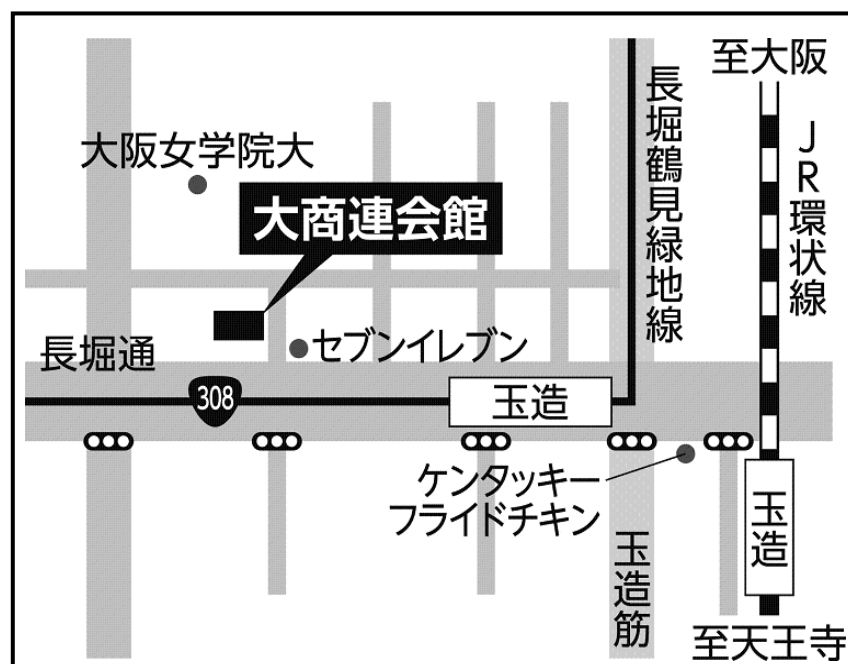 至大阪
大阪女学院大
長堀鶴見緑地線
JR環状線
大商連会館
セブンイレブン
長堀通
308
玉造
ケンタッキー
フライドチキン
玉造
玉造筋
至天王寺